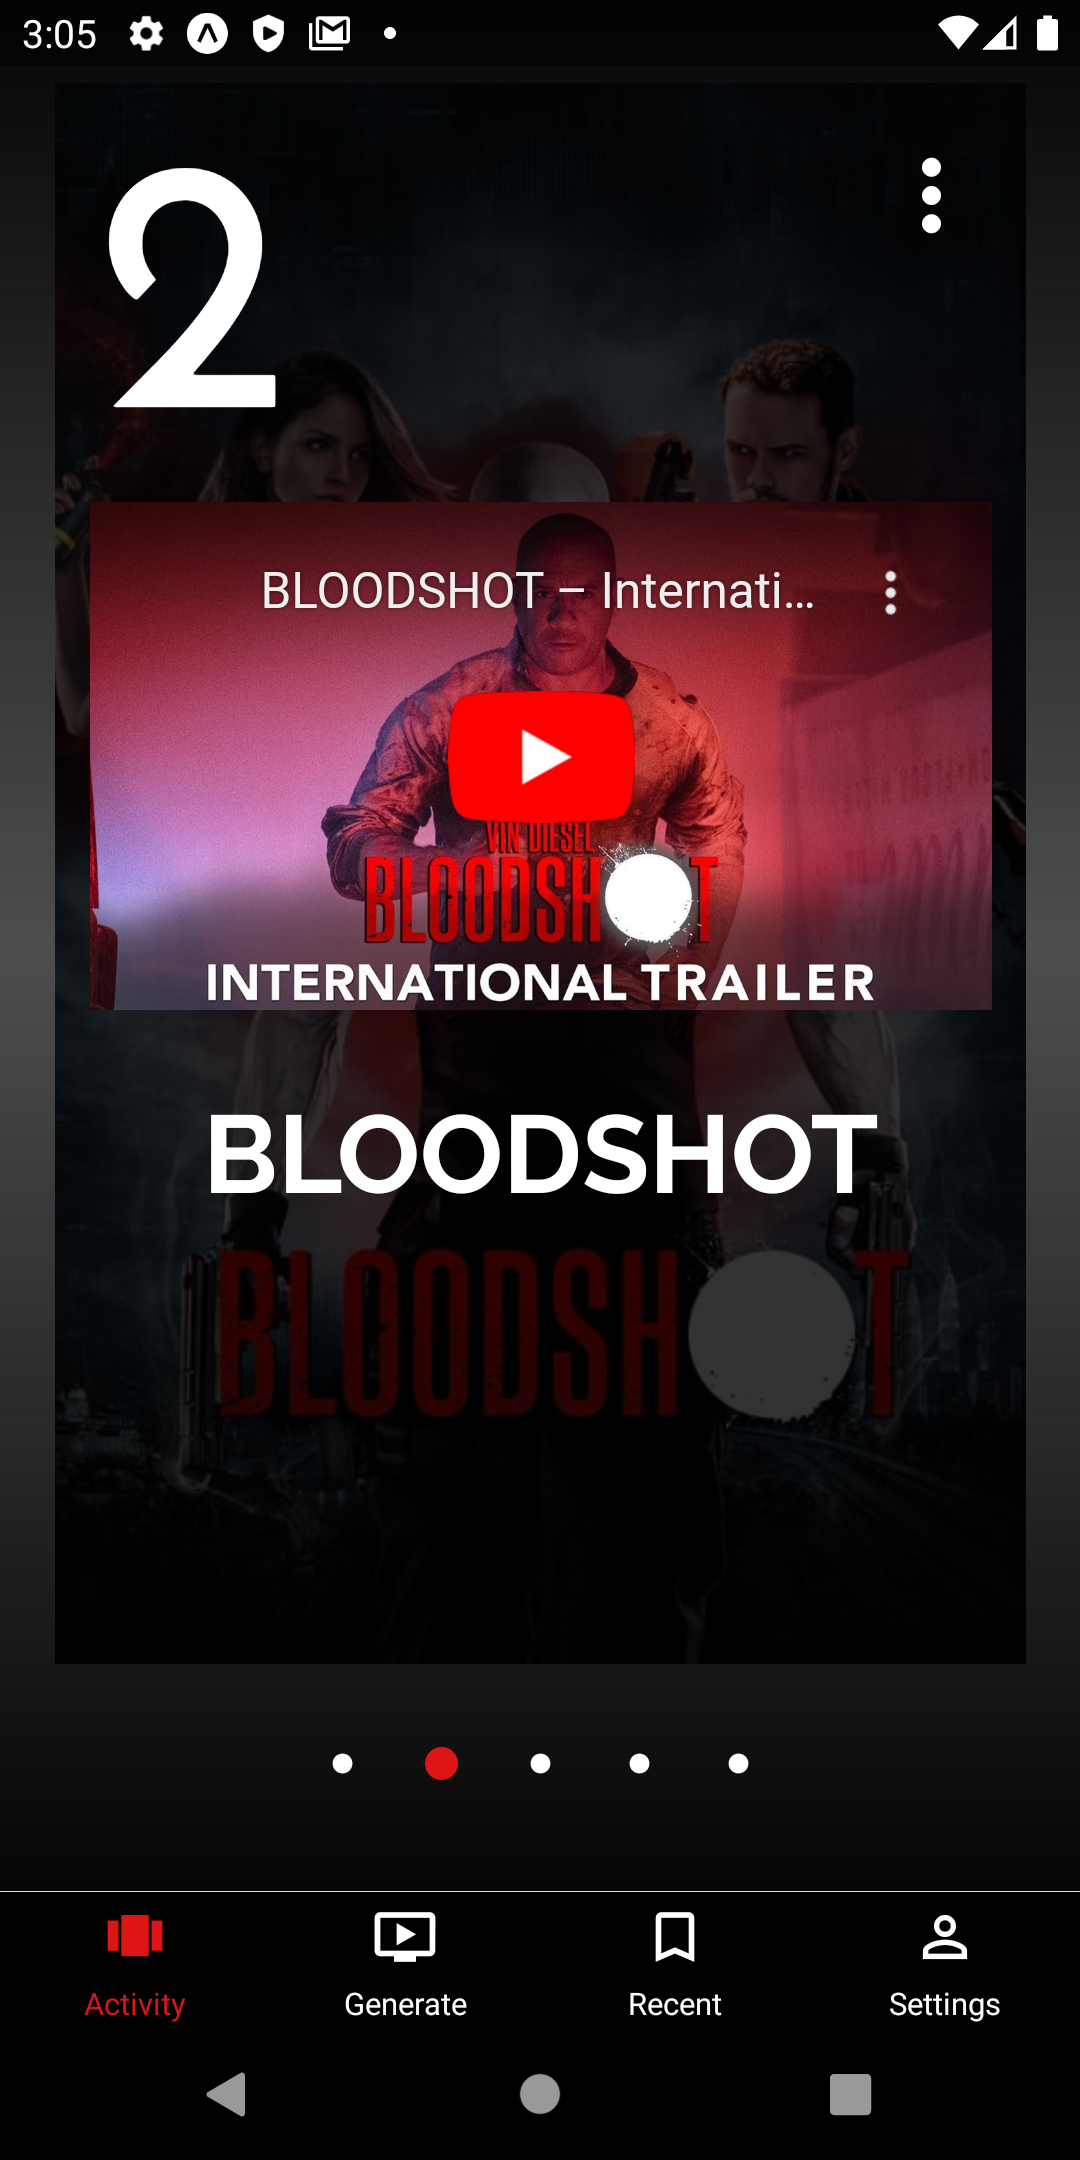 3:05
2
BLOODSHOT – Internati...
VIN DIESEL
BLOODSHOT
INTERNATIONAL TRAILER
BLOODSHOT
BLOODSHOT
Activity
Generate
Recent
Settings